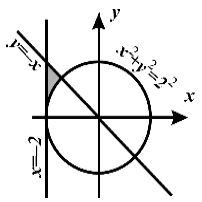 y
y=x
x²+y²=2²
x
x=-2